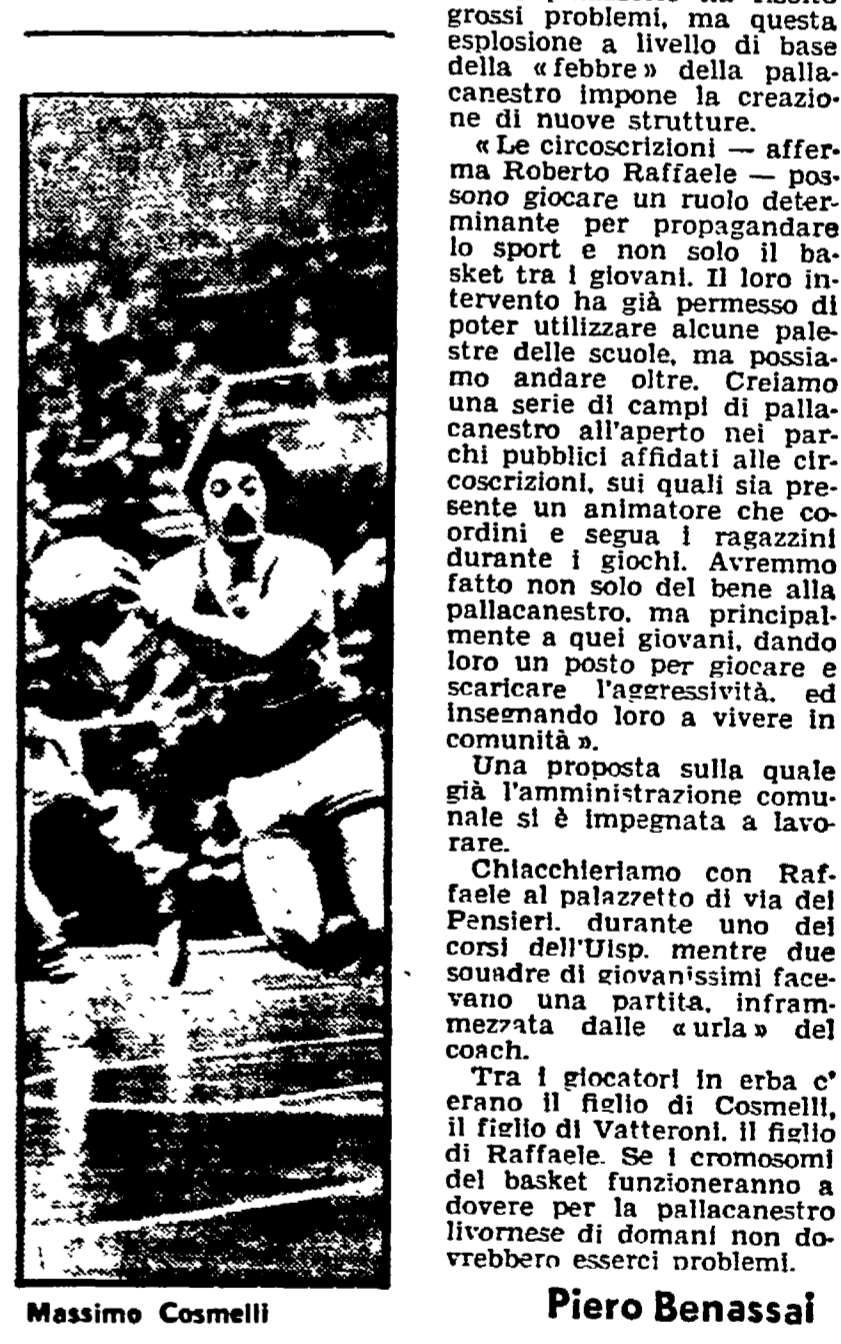 grossi problemi, ma questa
esplosione a livello di base
della «febbre» della palla-
canestro impone la creazio-
ne di nuove strutture.
«Le circoscrizioni — affer-
ma Roberto Raffaele — pos-
sono giocare un ruolo deter-
minante per propagandare
lo sport e non solo il ba-
sket tra i giovani. Il loro in-
tervento ha già permesso di
poter utilizzare alcune pale-
stre delle scuole, ma possia-
mo andare oltre. Creiamo
una serie di campi di palla-
canestro all'aperto nei par-
chi pubblici affidati alle cir-
coscrizioni, sui quali sia pre-
sente un animatore che co-
ordini e segua i ragazzini
durante i giochi. Avremmo
fatto non solo del bene alla
pallacanestro, ma principal-
mente a quei giovani, dando
loro un posto per giocare e
scaricare l'aggressività, ed
insegnando loro a vivere in
comunità».
Una proposta sulla quale
già l'amministrazione comu-
nale si è impegnata a lavo-
rare.
Chiacchieriamo con Raf-
faele al palazzetto di via dei
Pensieri, durante uno dei
corsi dell'Uisp, mentre due
squadre di giovanissimi face-
vano una partita, infram-
mezzata dalle «urla» del
coach.
Tra i giocatori in erba c'
erano il figlio di Cosmelli,
il figlio di Vatteroni, il figlio
di Raffaele. Se i cromosomi
del basket funzioneranno a
dovere per la pallacanestro
livornese di domani non do-
vrebbero esserci problemi.
Piero Benassai
Massimo Cosmelli